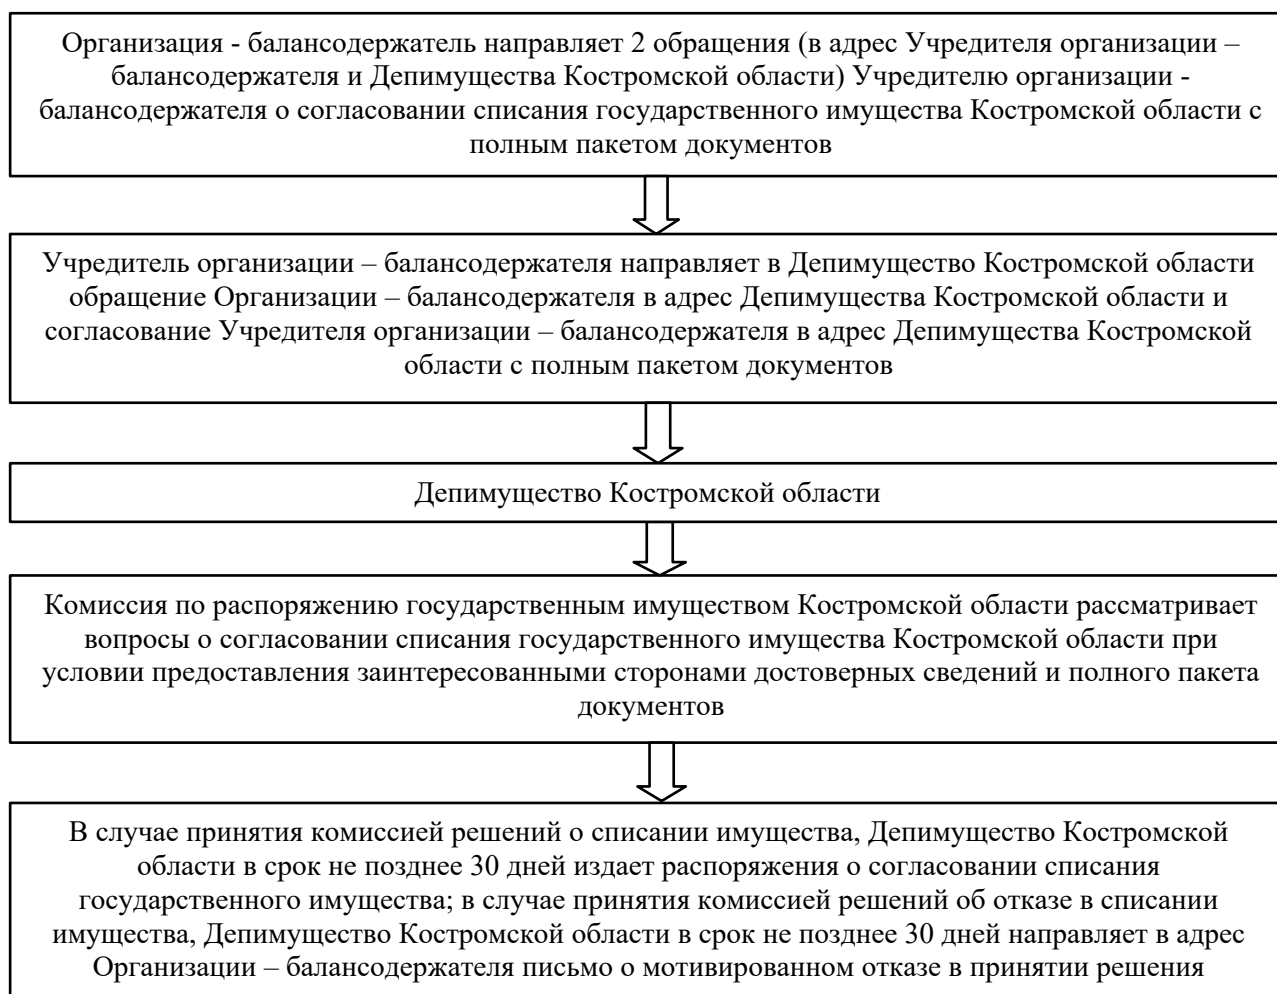 Организация - балансодержатель направляет 2 обращения (в адрес Учредителя организации –
балансодержателя и Депимущества Костромской области) Учредителю организации -
балансодержателя о согласовании списания государственного имущества Костромской области с
полным пакетом документов
Учредитель организации – балансодержателя направляет в Депимущество Костромской области
обращение Организации – балансодержателя в адрес Депимущества Костромской области и
согласование Учредителя организации – балансодержателя в адрес Депимущества Костромской
области с полным пакетом документов
Депимущество Костромской области
Комиссия по распоряжению государственным имуществом Костромской области рассматривает
вопросы о согласовании списания государственного имущества Костромской области при
условии предоставления заинтересованными сторонами достоверных сведений и полного пакета
документов
В случае принятия комиссией решений о списании имущества, Депимущество Костромской
области в срок не позднее 30 дней издает распоряжения о согласовании списания
государственного имущества; в случае принятия комиссией решений об отказе в списании
имущества, Депимущество Костромской области в срок не позднее 30 дней направляет в адрес
Организации – балансодержателя письмо о мотивированном отказе в принятии решения